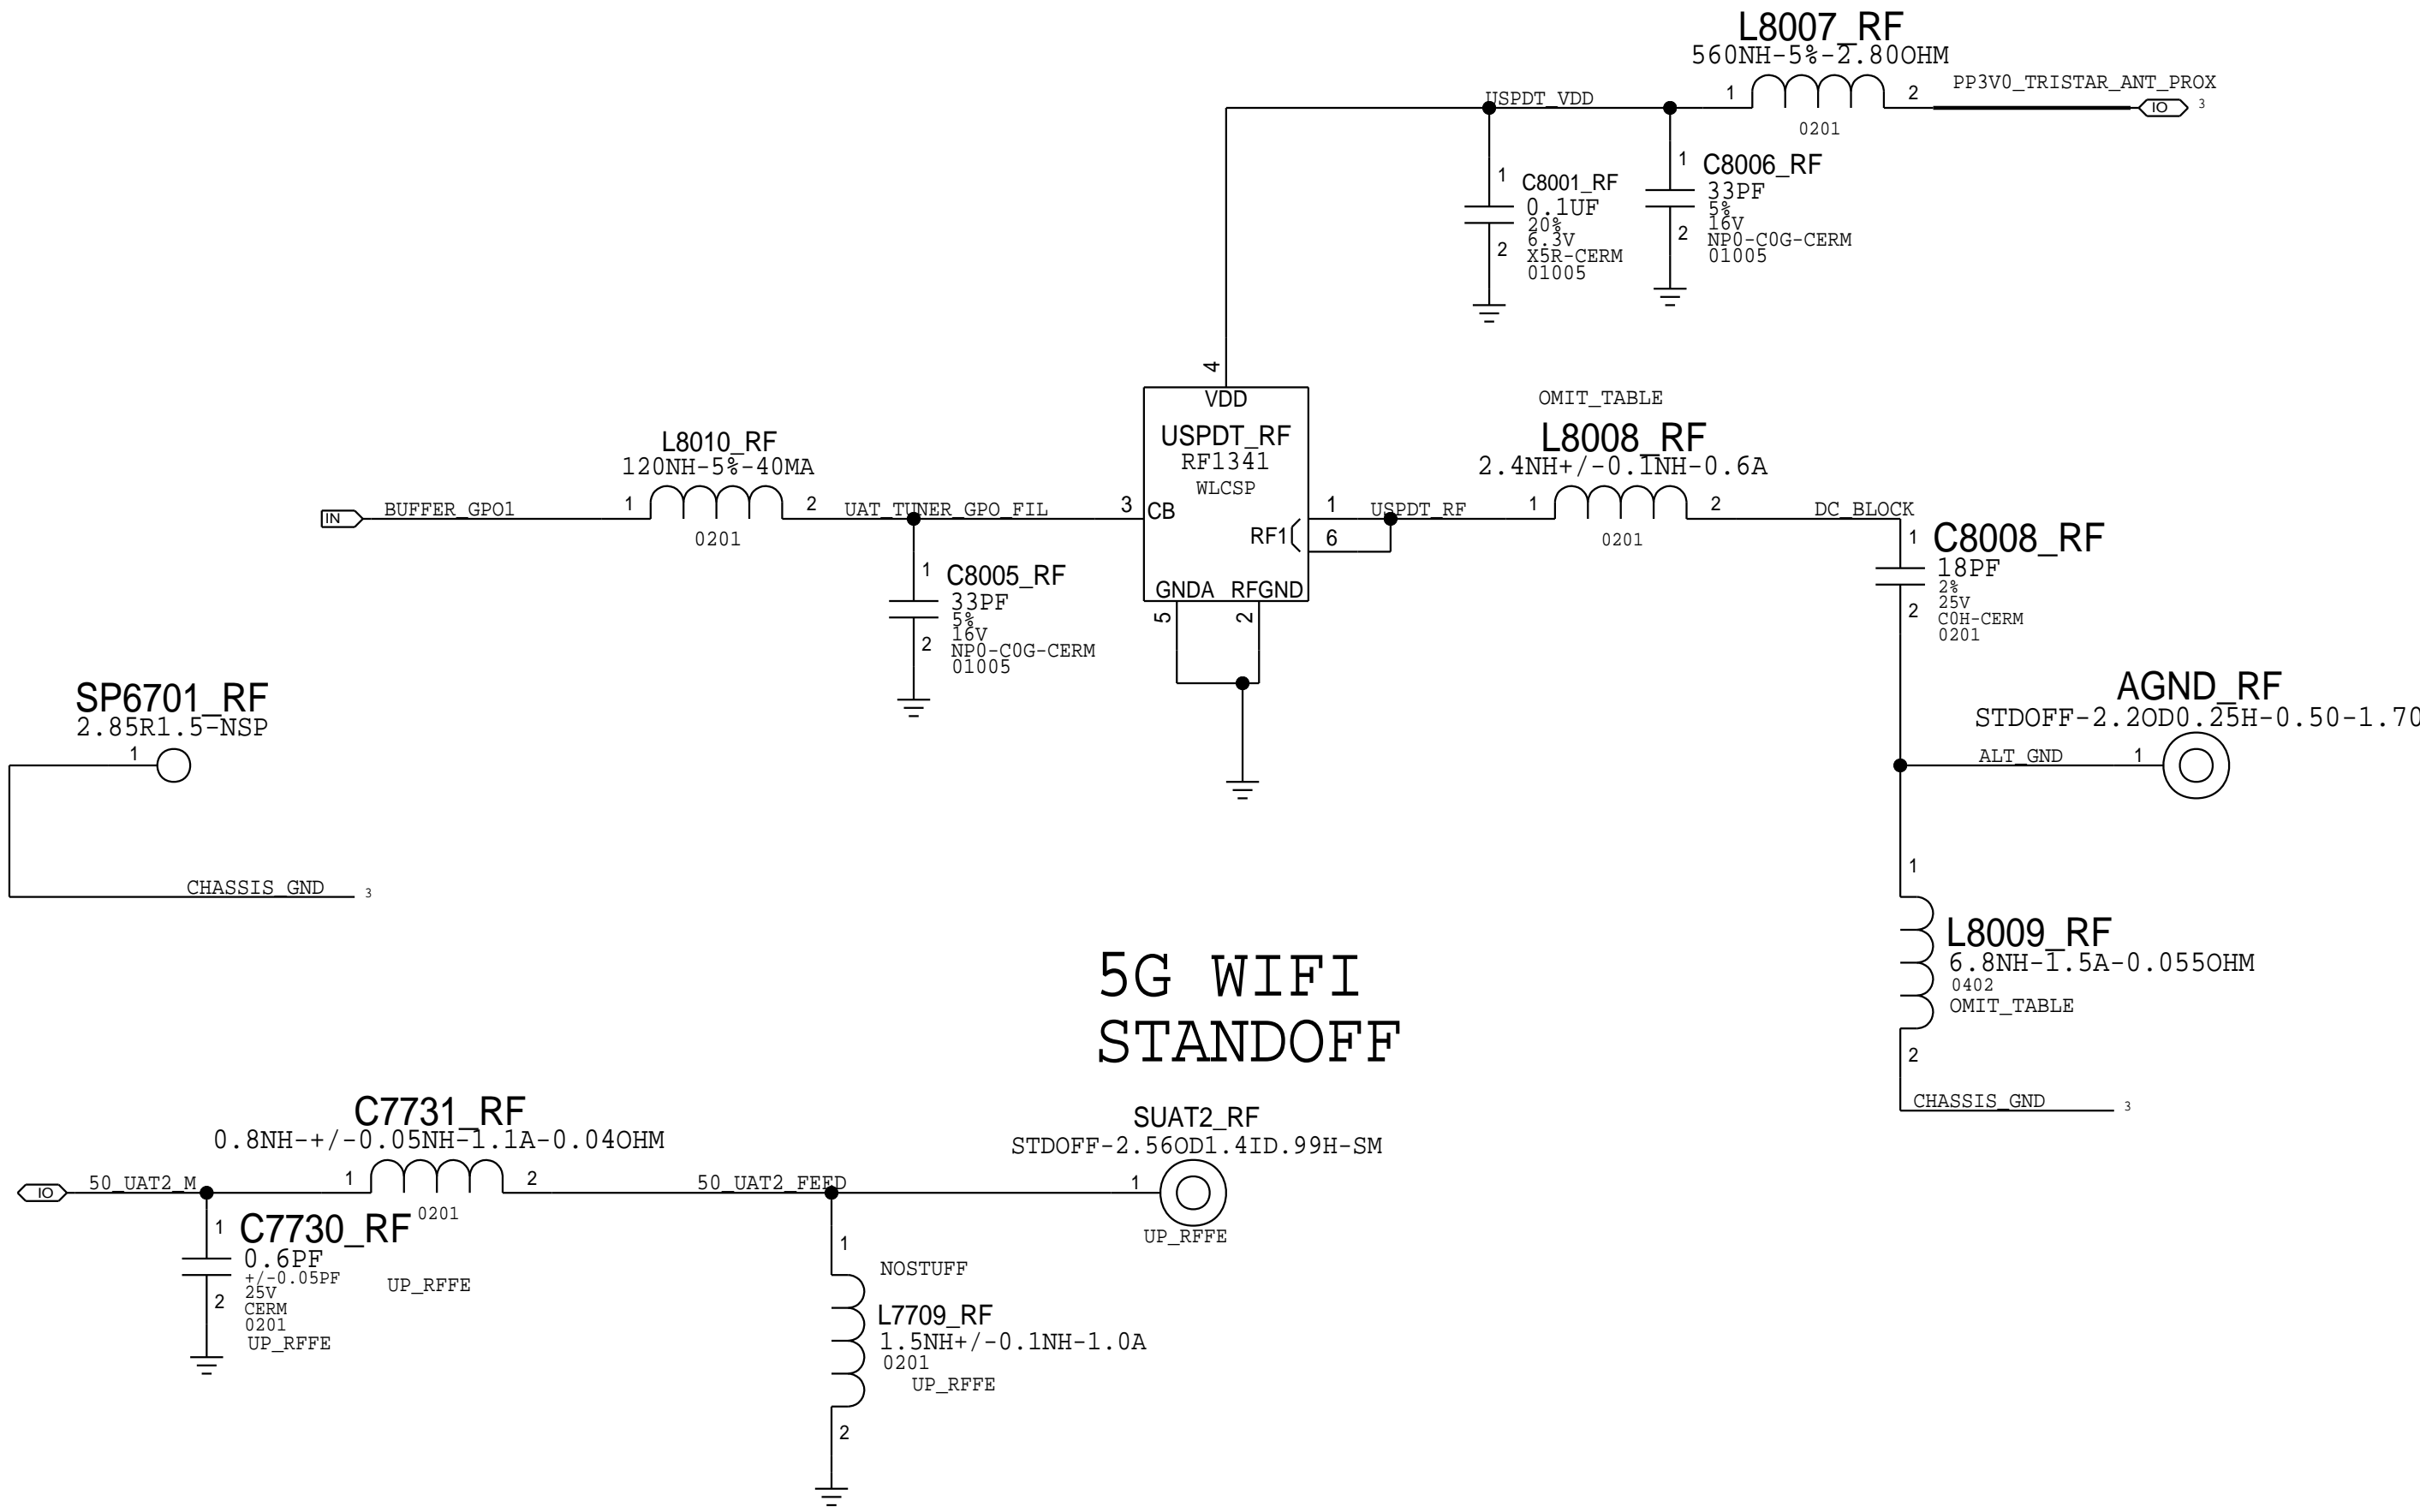 L8007_RF
560NH-5%-2.80OHM
PP3V0_TRISTAR_ANT_PROX
1
2
IO
3
0201
USPDT_VDD
1
C8001_RF
0.1UF
20%
6.3V
X5R-CERM
01005
2
1
C8006_RF
33PF
5%
16V
NP0-C0G-CERM
01005
2
4
VDD
USPDT_RF
RF1341
WLCSP
3
CB
1
RF1
6
GNDA
RFGND
5
2
L8010_RF
120NH-5%-40MA
IN
BUFFER_GPO1
1
2
0201
UAT_TUNER_GPO_FIL
1
C8005_RF
33PF
5%
16V
NP0-C0G-CERM
01005
2
OMIT_TABLE
L8008_RF
2.4NH+/-0.1NH-0.6A
USPDT_RF
1
2
0201
DC_BLOCK
1
C8008_RF
18PF
2%
25V
C0H-CERM
0201
2
SP6701_RF
2.85R1.5-NSP
1
CHASSIS_GND
3
AGND_RF
STDOFF-2.2OD0.25H-0.50-1.70
ALT_GND
1
1
L8009_RF
6.8NH-1.5A-0.055OHM
0402
OMIT_TABLE
2
CHASSIS_GND
3
5G WIFI
STANDOFF
C7731_RF
0.8NH-+/-0.05NH-1.1A-0.04OHM
IO
50_UAT2_M
1
2
0201
UP_RFFE
1
C7730_RF
0.6PF
+/-0.05PF
25V
CERM
0201
UP_RFFE
2
50_UAT2_FEED
SUAT2_RF
STDOFF-2.56OD1.4ID.99H-SM
1
UP_RFFE
1
NOSTUFF
L7709_RF
1.5NH+/-0.1NH-1.0A
0201
UP_RFFE
2